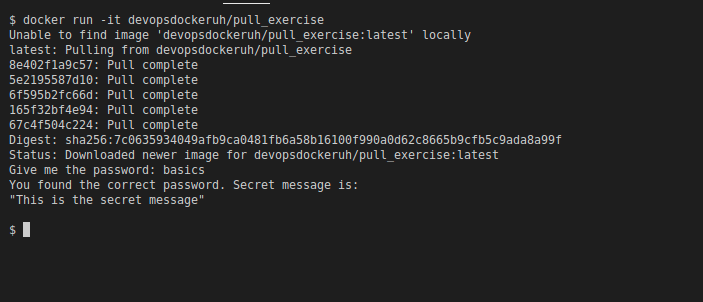 $ docker run -it devopsdockeruh/pull_exercise
Unable to find image 'devopsdockeruh/pull_exercise:latest' locally
latest: Pulling from devopsdockeruh/pull_exercise
8e402f1a9c57: Pull complete
5e2195587d10: Pull complete
6f595b2fc66d: Pull complete
165f32bf4e94: Pull complete
67c4f504c224: Pull complete
Digest: sha256:7c0635934049afb9ca0481fb6a58b16100f990a0d62c8665b9cfb5c9ada8a99f
Status: Downloaded newer image for devopsdockeruh/pull_exercise:latest
Give me the password: basics
You found the correct password. Secret message is:
"This is the secret message"
$